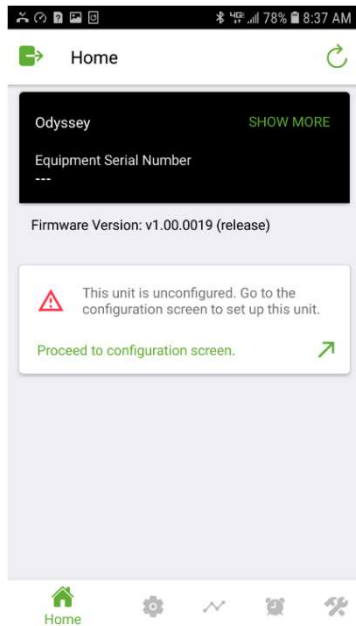 4G 78% 8:37 AM
Home
Odyssey SHOW MORE
Equipment Serial Number
---
Firmware Version: v1.00.0019 (release)
This unit is unconfigured. Go to the
configuration screen to set up this unit.
Proceed to configuration screen.
Home